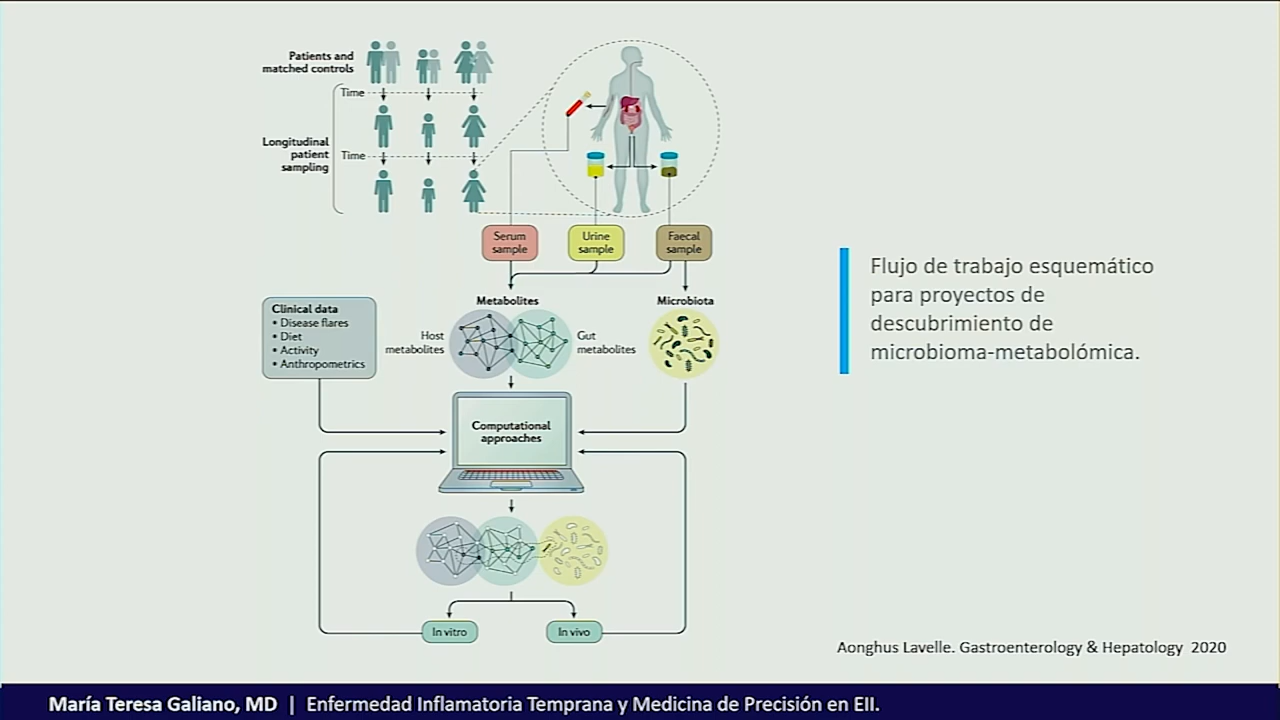 Patients and
matched controls
Time
Longitudinal
patient
sampling
Time
Serum
sample
Urine
sample
Faecal
sample
Clinical data
• Disease flares
• Diet
• Activity
• Anthropometrics
Metabolites
Host
metabolites
Gut
metabolites
Microbiota
Computational
approaches
In vitro
In vivo
Flujo de trabajo esquemático
para proyectos de
descubrimiento de
microbioma-metabolómica.
Aonghus Lavelle. Gastroenterology & Hepatology 2020
María Teresa Galiano, MD | Enfermedad Inflamatoria Temprana y Medicina de Precisión en EII.